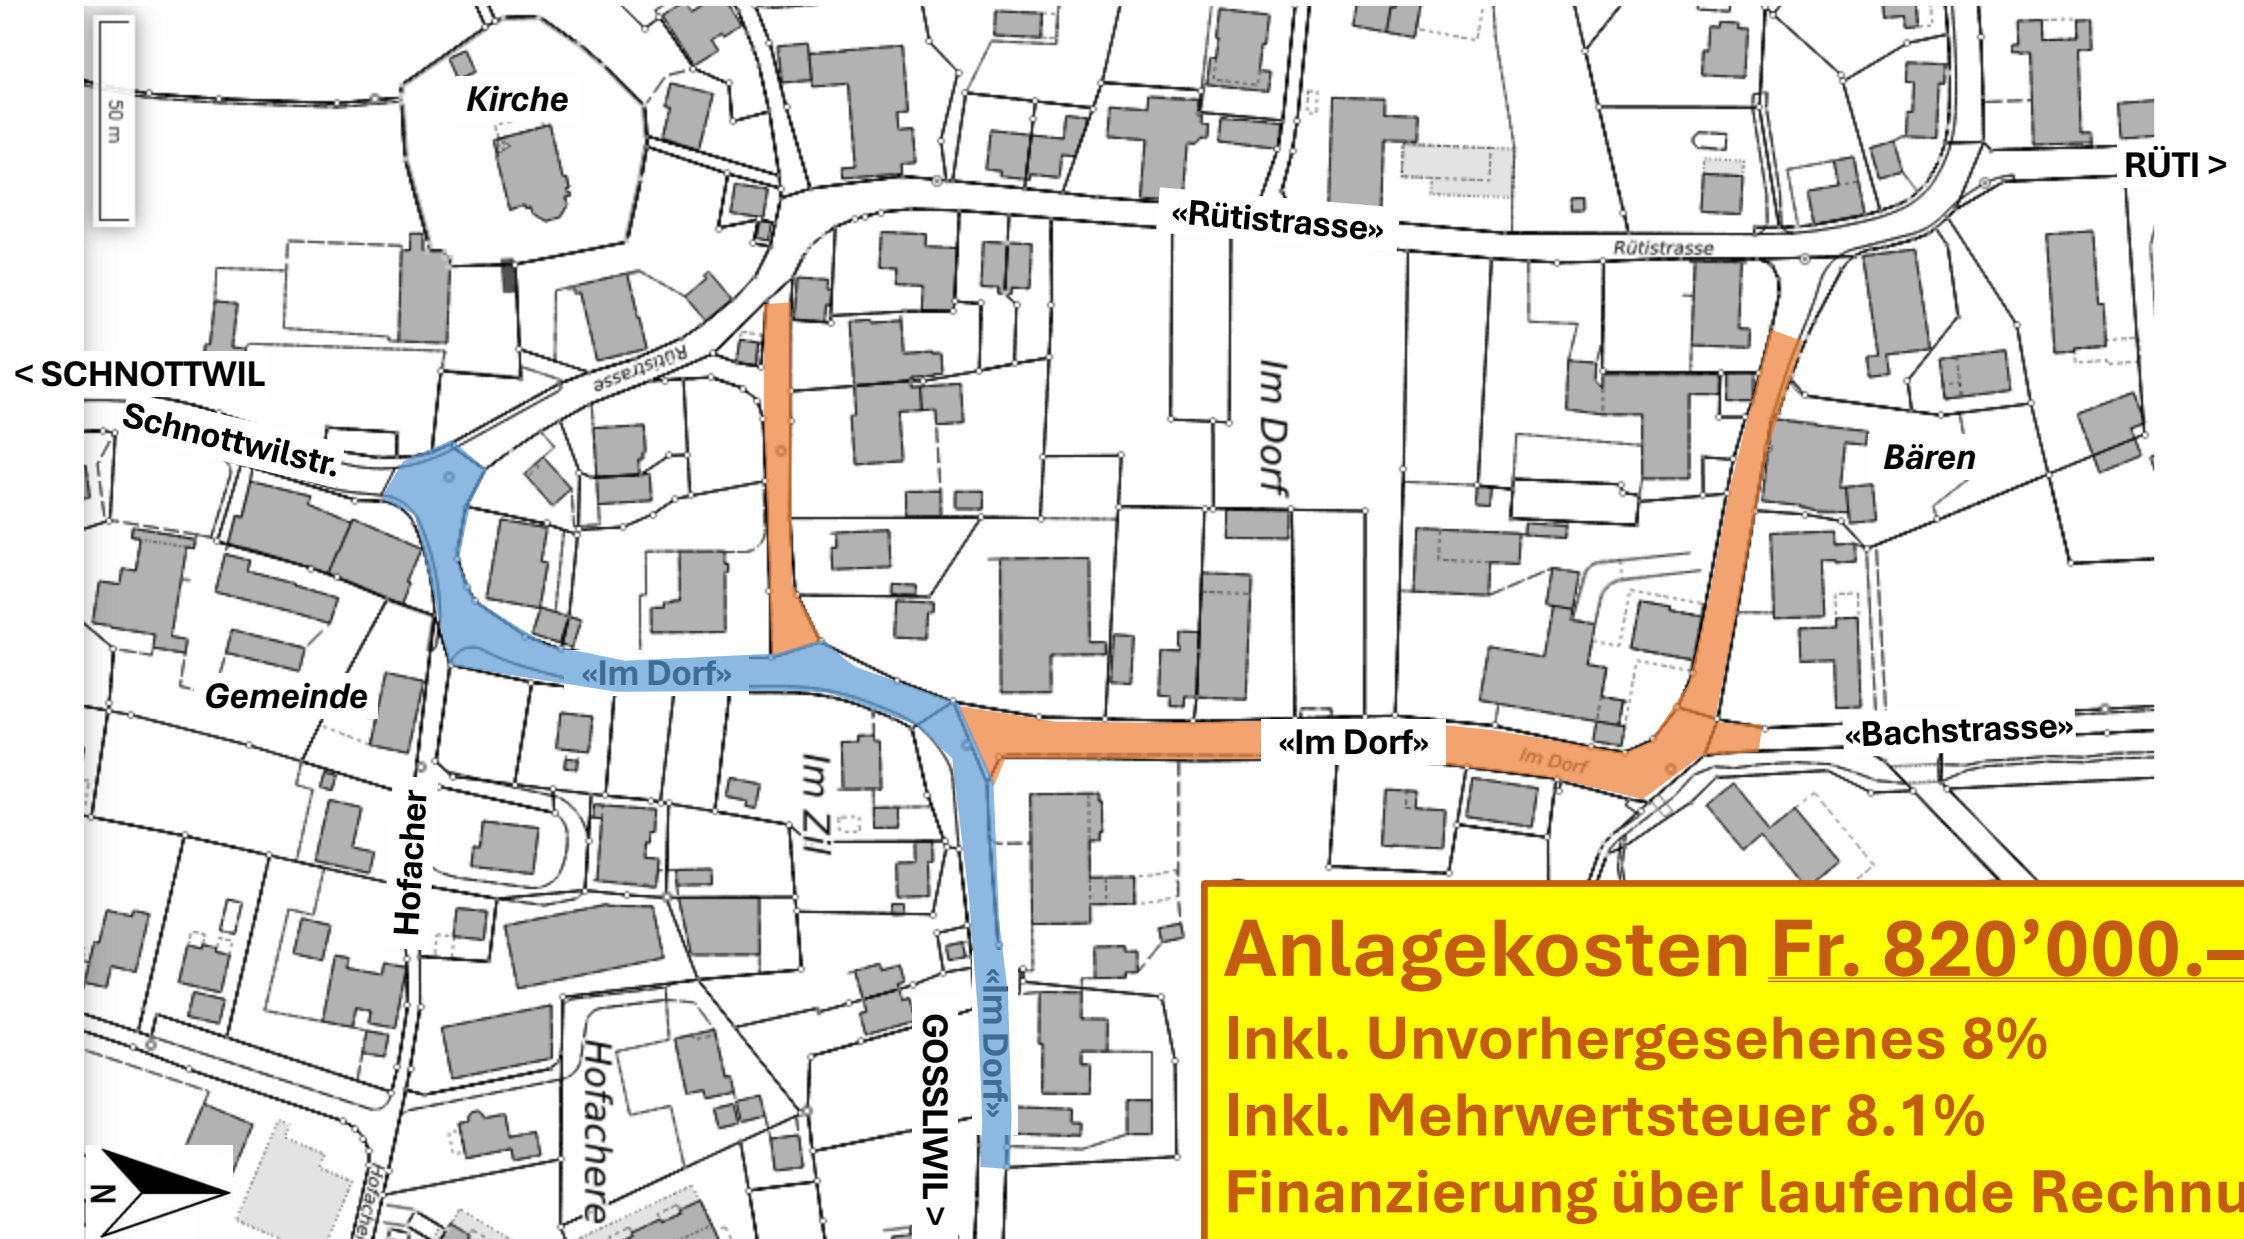 50 m
Kirche
RÜTI >
«Rütistrasse»
Rütistrasse
Rütistrasse
< SCHNOTTWIL
Schnottwilstr.
Im Dorf
Bären
«Im Dorf»
Gemeinde
«Im Dorf»
Im Dorf
«Bachstrasse»
Im Zil
Hofacher
«Im Dorf»
GOSSLIWIL >
Hofachere
Hofacher
N
Anlagekosten Fr. 820’000.–
Inkl. Unvorhergesehenes 8%
Inkl. Mehrwertsteuer 8.1%
Finanzierung über laufende Rechnu